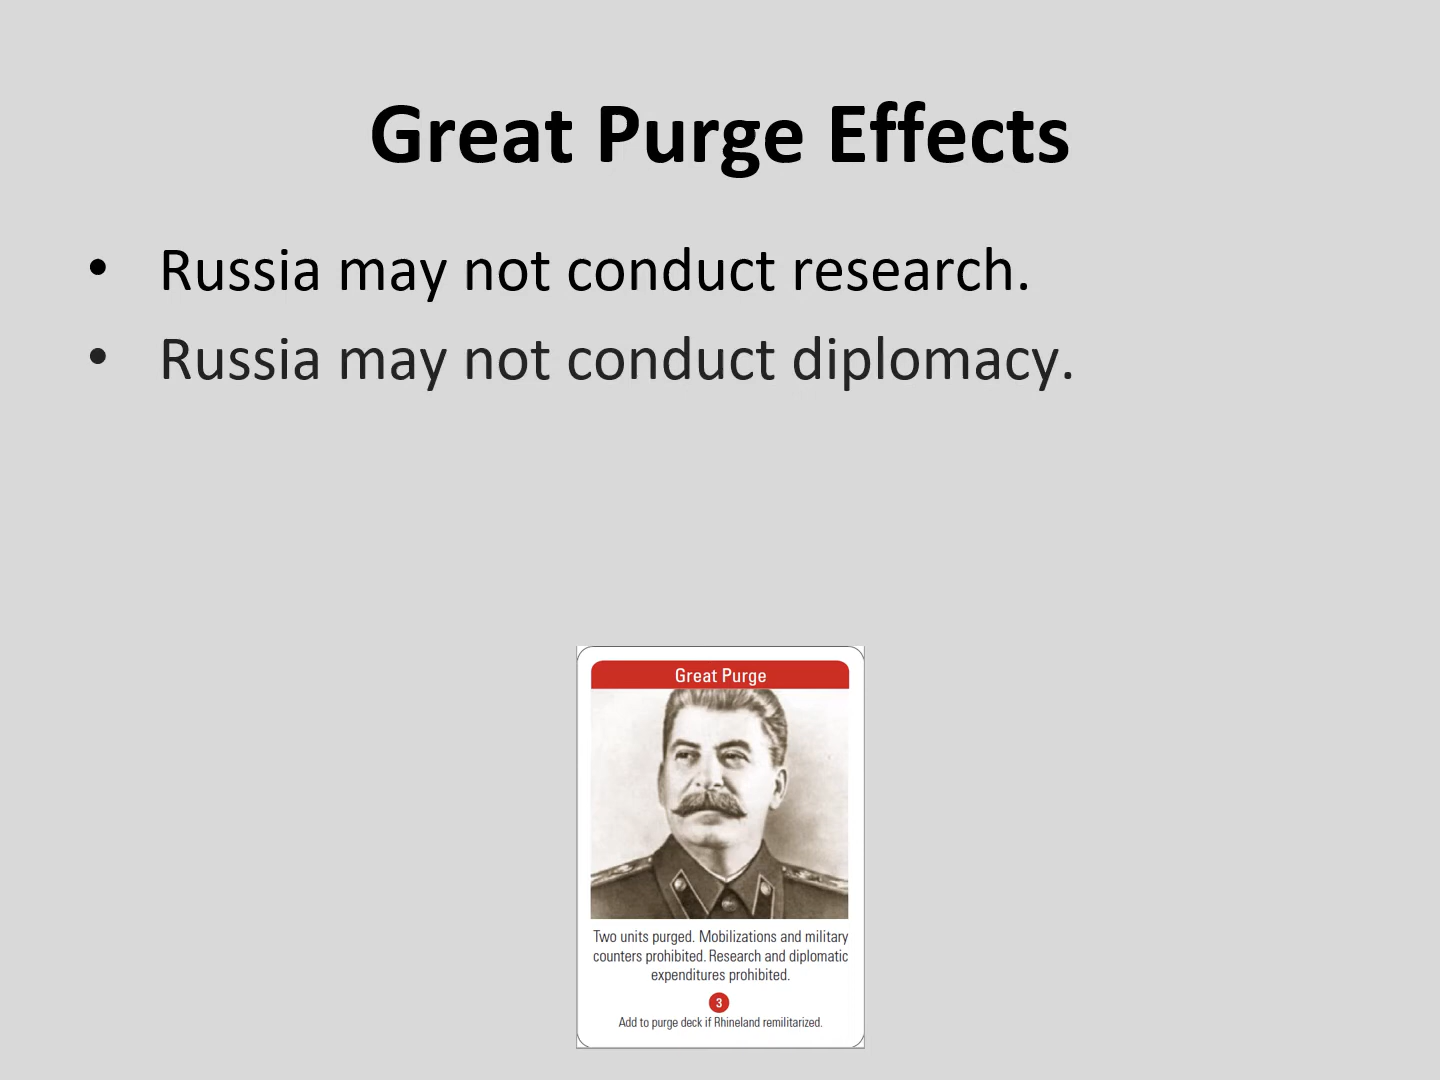 Great Purge Effects
• Russia may not conduct research.
• Russia may not conduct diplomacy.
Great Purge
Two units purged. Mobilizations and military
counters prohibited. Research and diplomatic
expenditures prohibited.
3
Add to purge deck if Rhineland remilitarized.